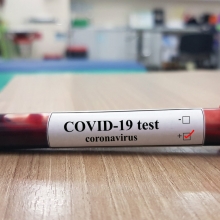 COVID-19 test
coronavirus
-☐
+☑